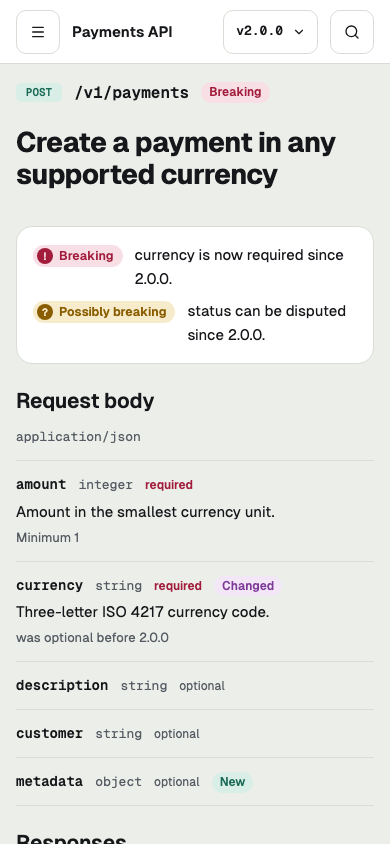 Payments API
v2.0.0
POST /v1/payments Breaking
Create a payment in any
supported currency
! Breaking currency is now required since
2.0.0.
? Possibly breaking status can be disputed
since 2.0.0.
Request body
application/json
amount integer required
Amount in the smallest currency unit.
Minimum 1
currency string required Changed
Three-letter ISO 4217 currency code.
was optional before 2.0.0
description string optional
customer string optional
metadata object optional New
Responses